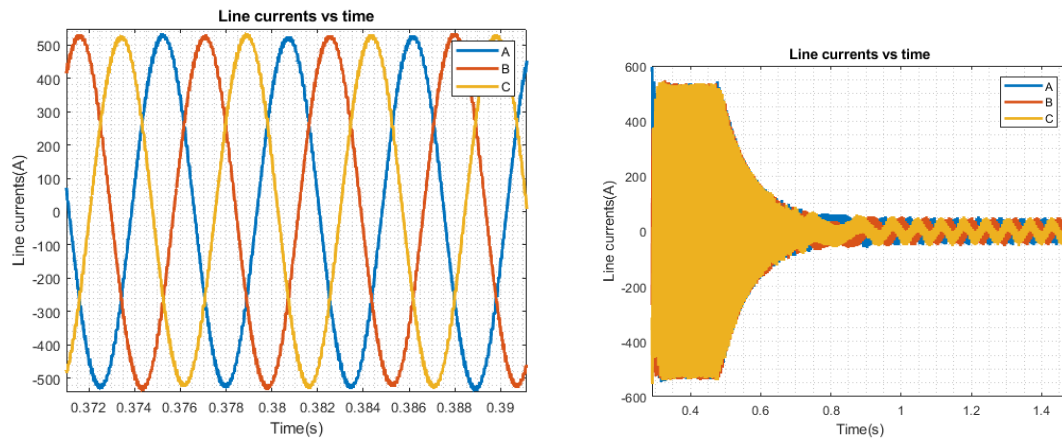 Line currents vs time
Line currents(A)
500
400
300
200
100
0
-100
-200
-300
-400
-500
A
B
C
0.372 0.374 0.376 0.378 0.38 0.382 0.384 0.386 0.388 0.39
Time(s)
Line currents vs time
Line currents(A)
600
400
200
0
-200
-400
-600
A
B
C
0.4 0.6 0.8 1 1.2 1.4
Time(s)